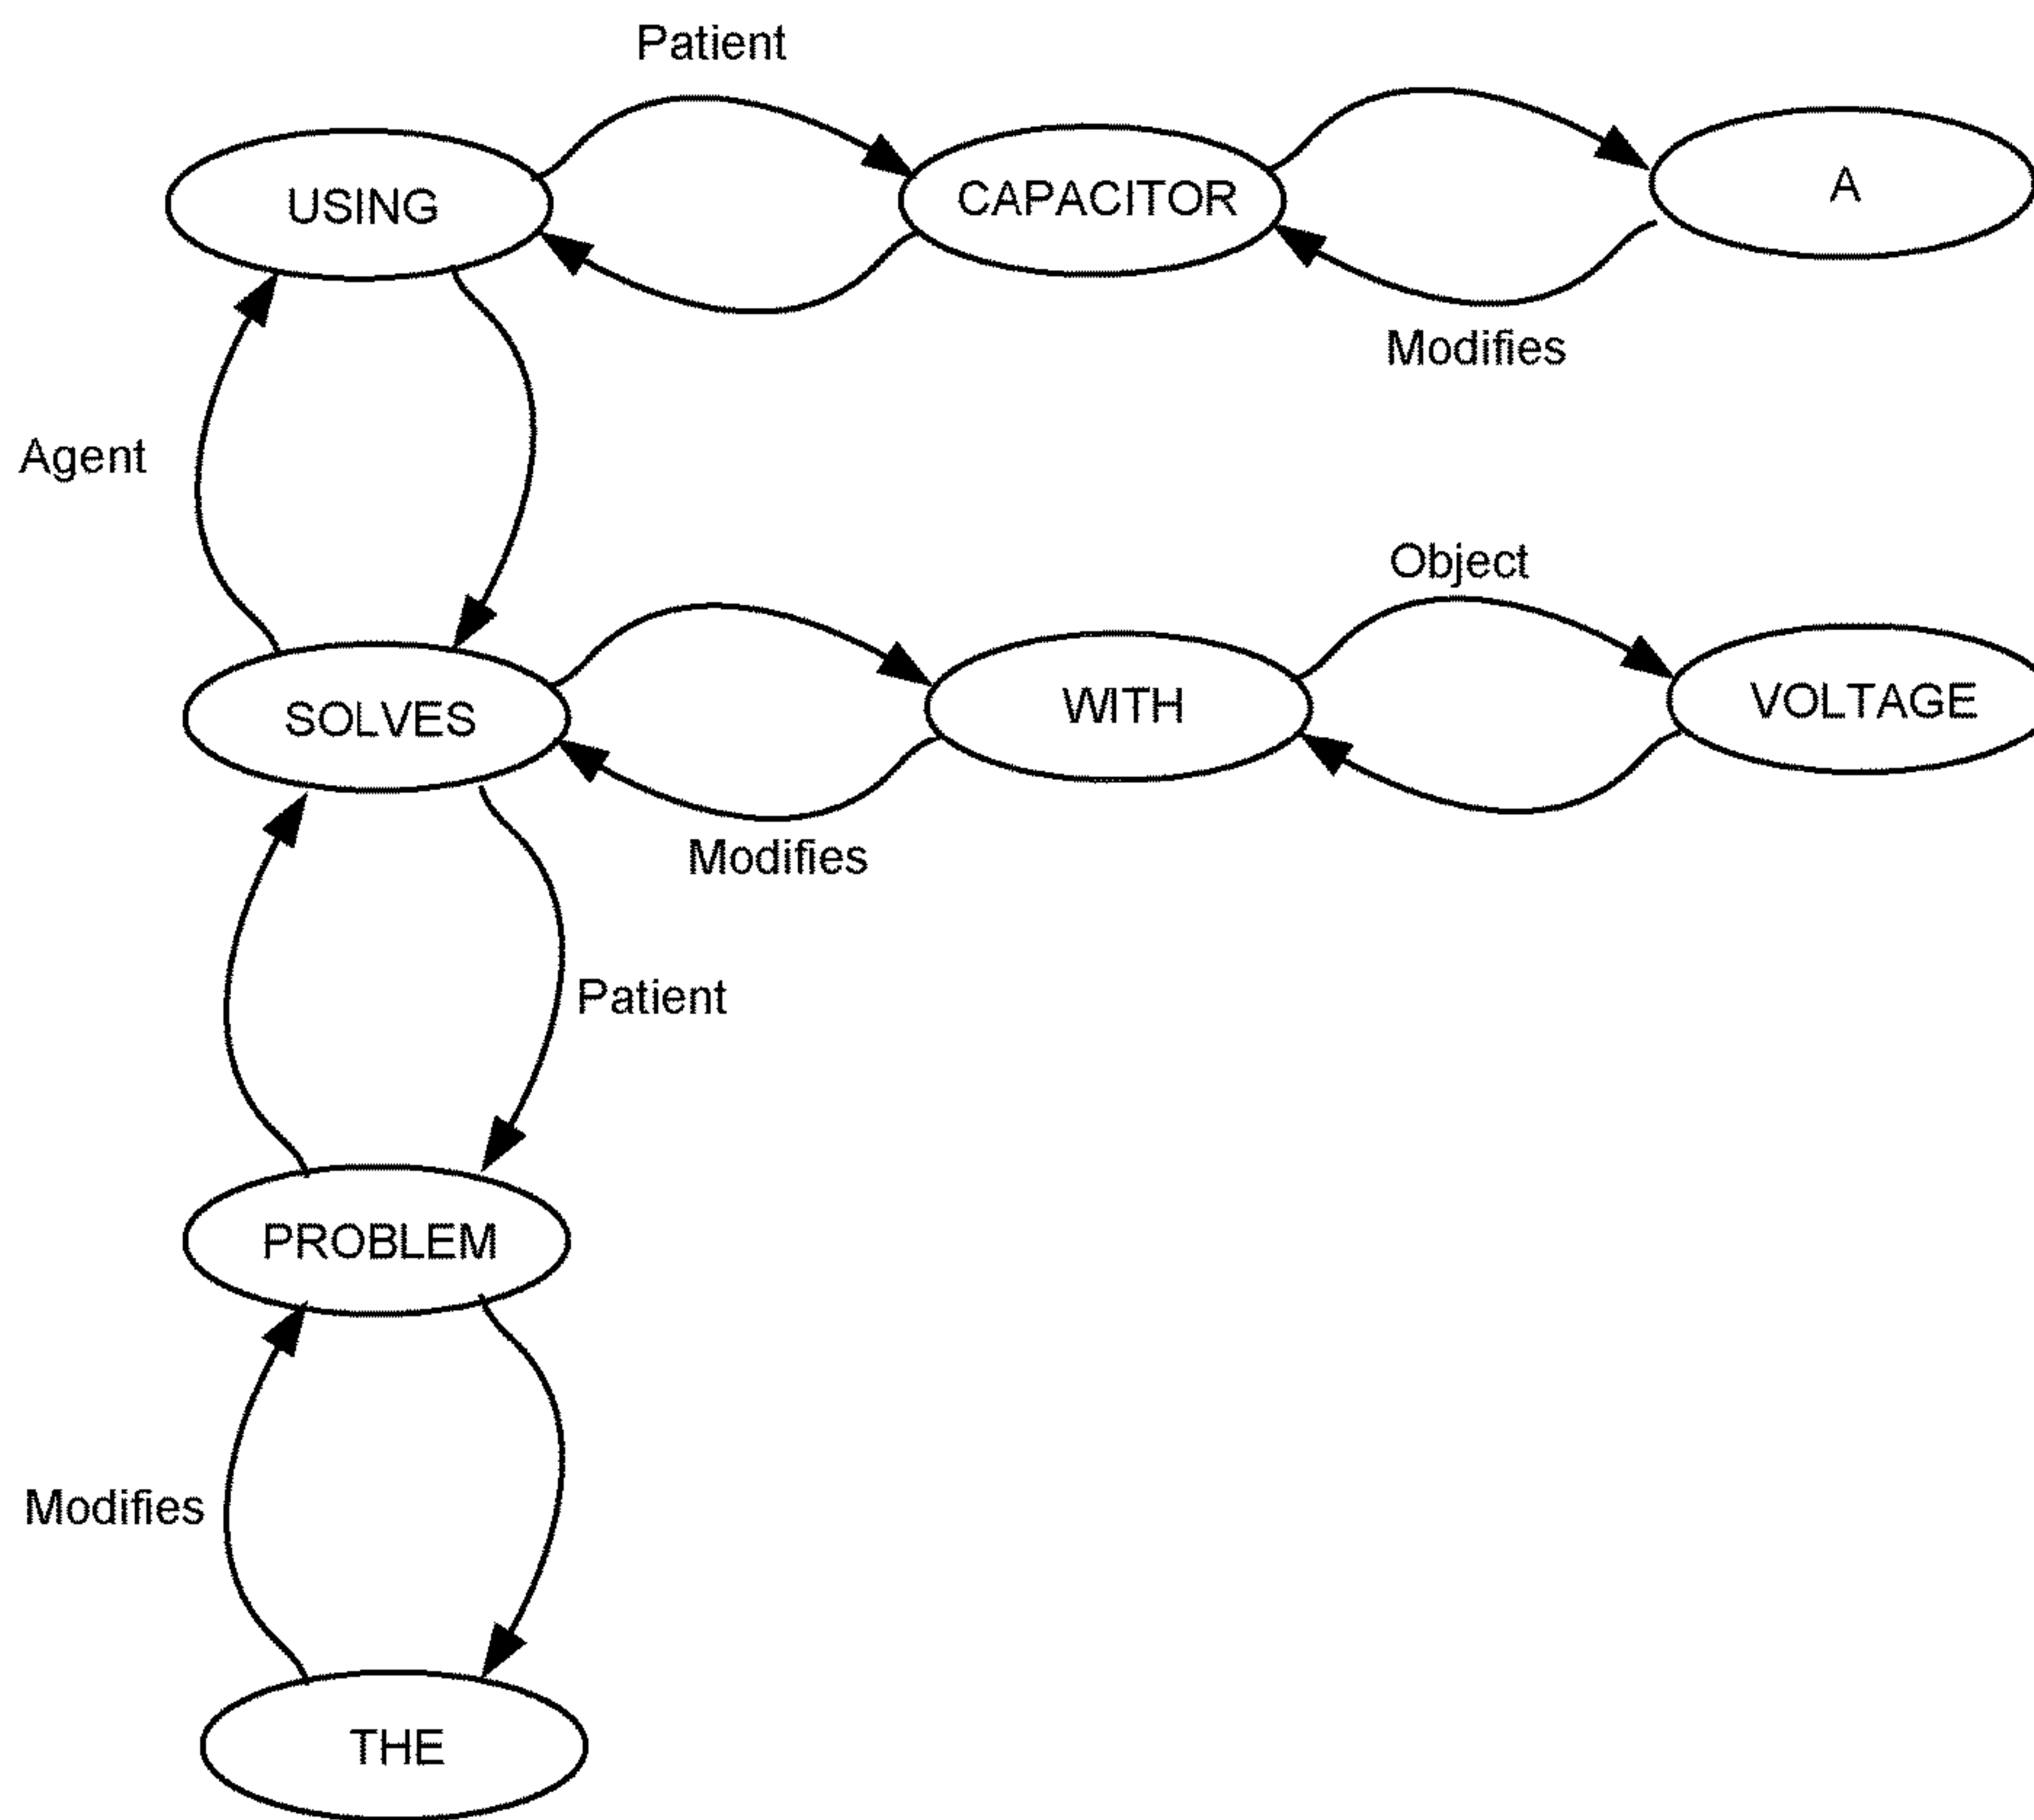 Patient
USING
CAPACITOR
A
Modifies
Agent
Object
SOLVES
WITH
VOLTAGE
Modifies
Patient
PROBLEM
Modifies
THE